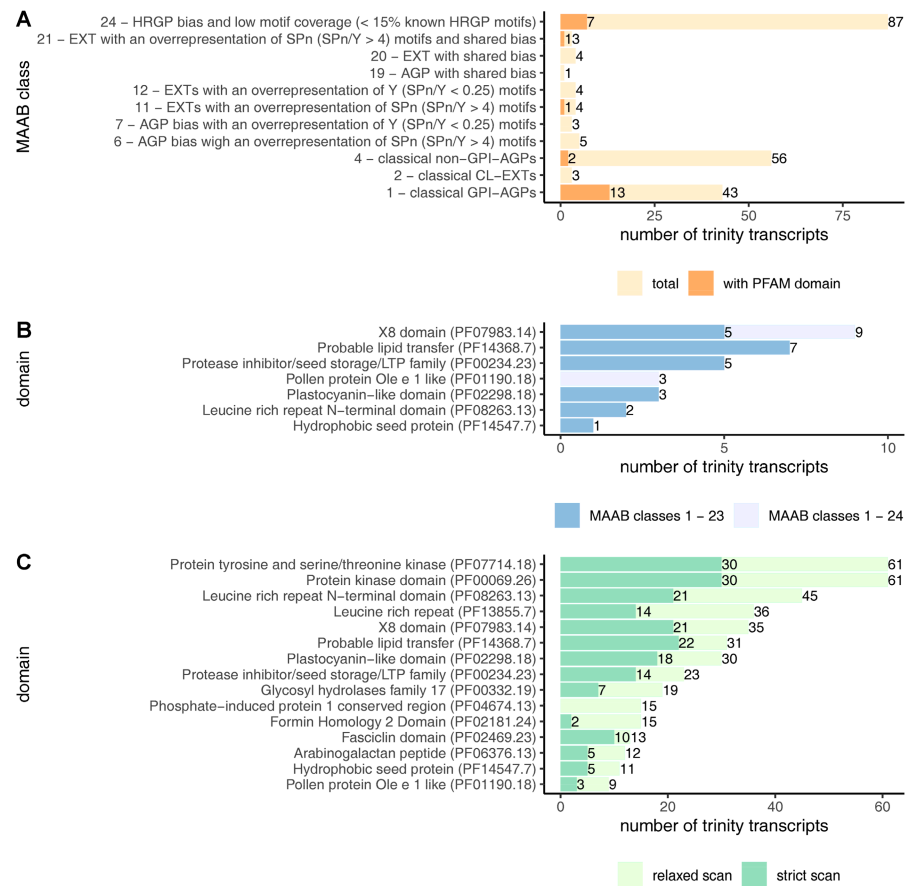 A
MAAB class
24 − HRGP bias and low motif coverage (< 15% known HRGP motifs) 7 87
21 − EXT with an overrepresentation of SPn (SPn/Y > 4) motifs and shared bias 1 3
20 − EXT with shared bias 4
19 − AGP with shared bias 1
12 − EXTs with an overrepresentation of Y (SPn/Y < 0.25) motifs 4
11 − EXTs with an overrepresentation of SPn (SPn/Y > 4) motifs 1 4
7 − AGP bias with an overrepresentation of Y (SPn/Y < 0.25) motifs 3
6 − AGP bias wigh an overrepresentation of SPn (SPn/Y > 4) motifs 5
4 − classical non−GPI−AGPs 2 56
2 − classical CL−EXTs 3
1 − classical GPI−AGPs 13 43
0 25 50 75
number of trinity transcripts
total with PFAM domain
B
domain
X8 domain (PF07983.14) 5 9
Probable lipid transfer (PF14368.7) 7
Protease inhibitor/seed storage/LTP family (PF00234.23) 5
Pollen protein Ole e 1 like (PF01190.18) 3
Plastocyanin−like domain (PF02298.18) 3
Leucine rich repeat N−terminal domain (PF08263.13) 2
Hydrophobic seed protein (PF14547.7) 1
0 5 10
number of trinity transcripts
MAAB classes 1 − 23 MAAB classes 1 − 24
C
domain
Protein tyrosine and serine/threonine kinase (PF07714.18) 30 61
Protein kinase domain (PF00069.26) 30 61
Leucine rich repeat N−terminal domain (PF08263.13) 21 45
Leucine rich repeat (PF13855.7) 14 36
X8 domain (PF07983.14) 21 35
Probable lipid transfer (PF14368.7) 22 31
Plastocyanin−like domain (PF02298.18) 18 30
Protease inhibitor/seed storage/LTP family (PF00234.23) 14 23
Glycosyl hydrolases family 17 (PF00332.19) 7 19
Phosphate−induced protein 1 conserved region (PF04674.13) 15
Formin Homology 2 Domain (PF02181.24) 2 15
Fasciclin domain (PF02469.23) 10 13
Arabinogalactan peptide (PF06376.13) 5 12
Hydrophobic seed protein (PF14547.7) 5 11
Pollen protein Ole e 1 like (PF01190.18) 3 9
0 20 40 60
number of trinity transcripts
relaxed scan strict scan